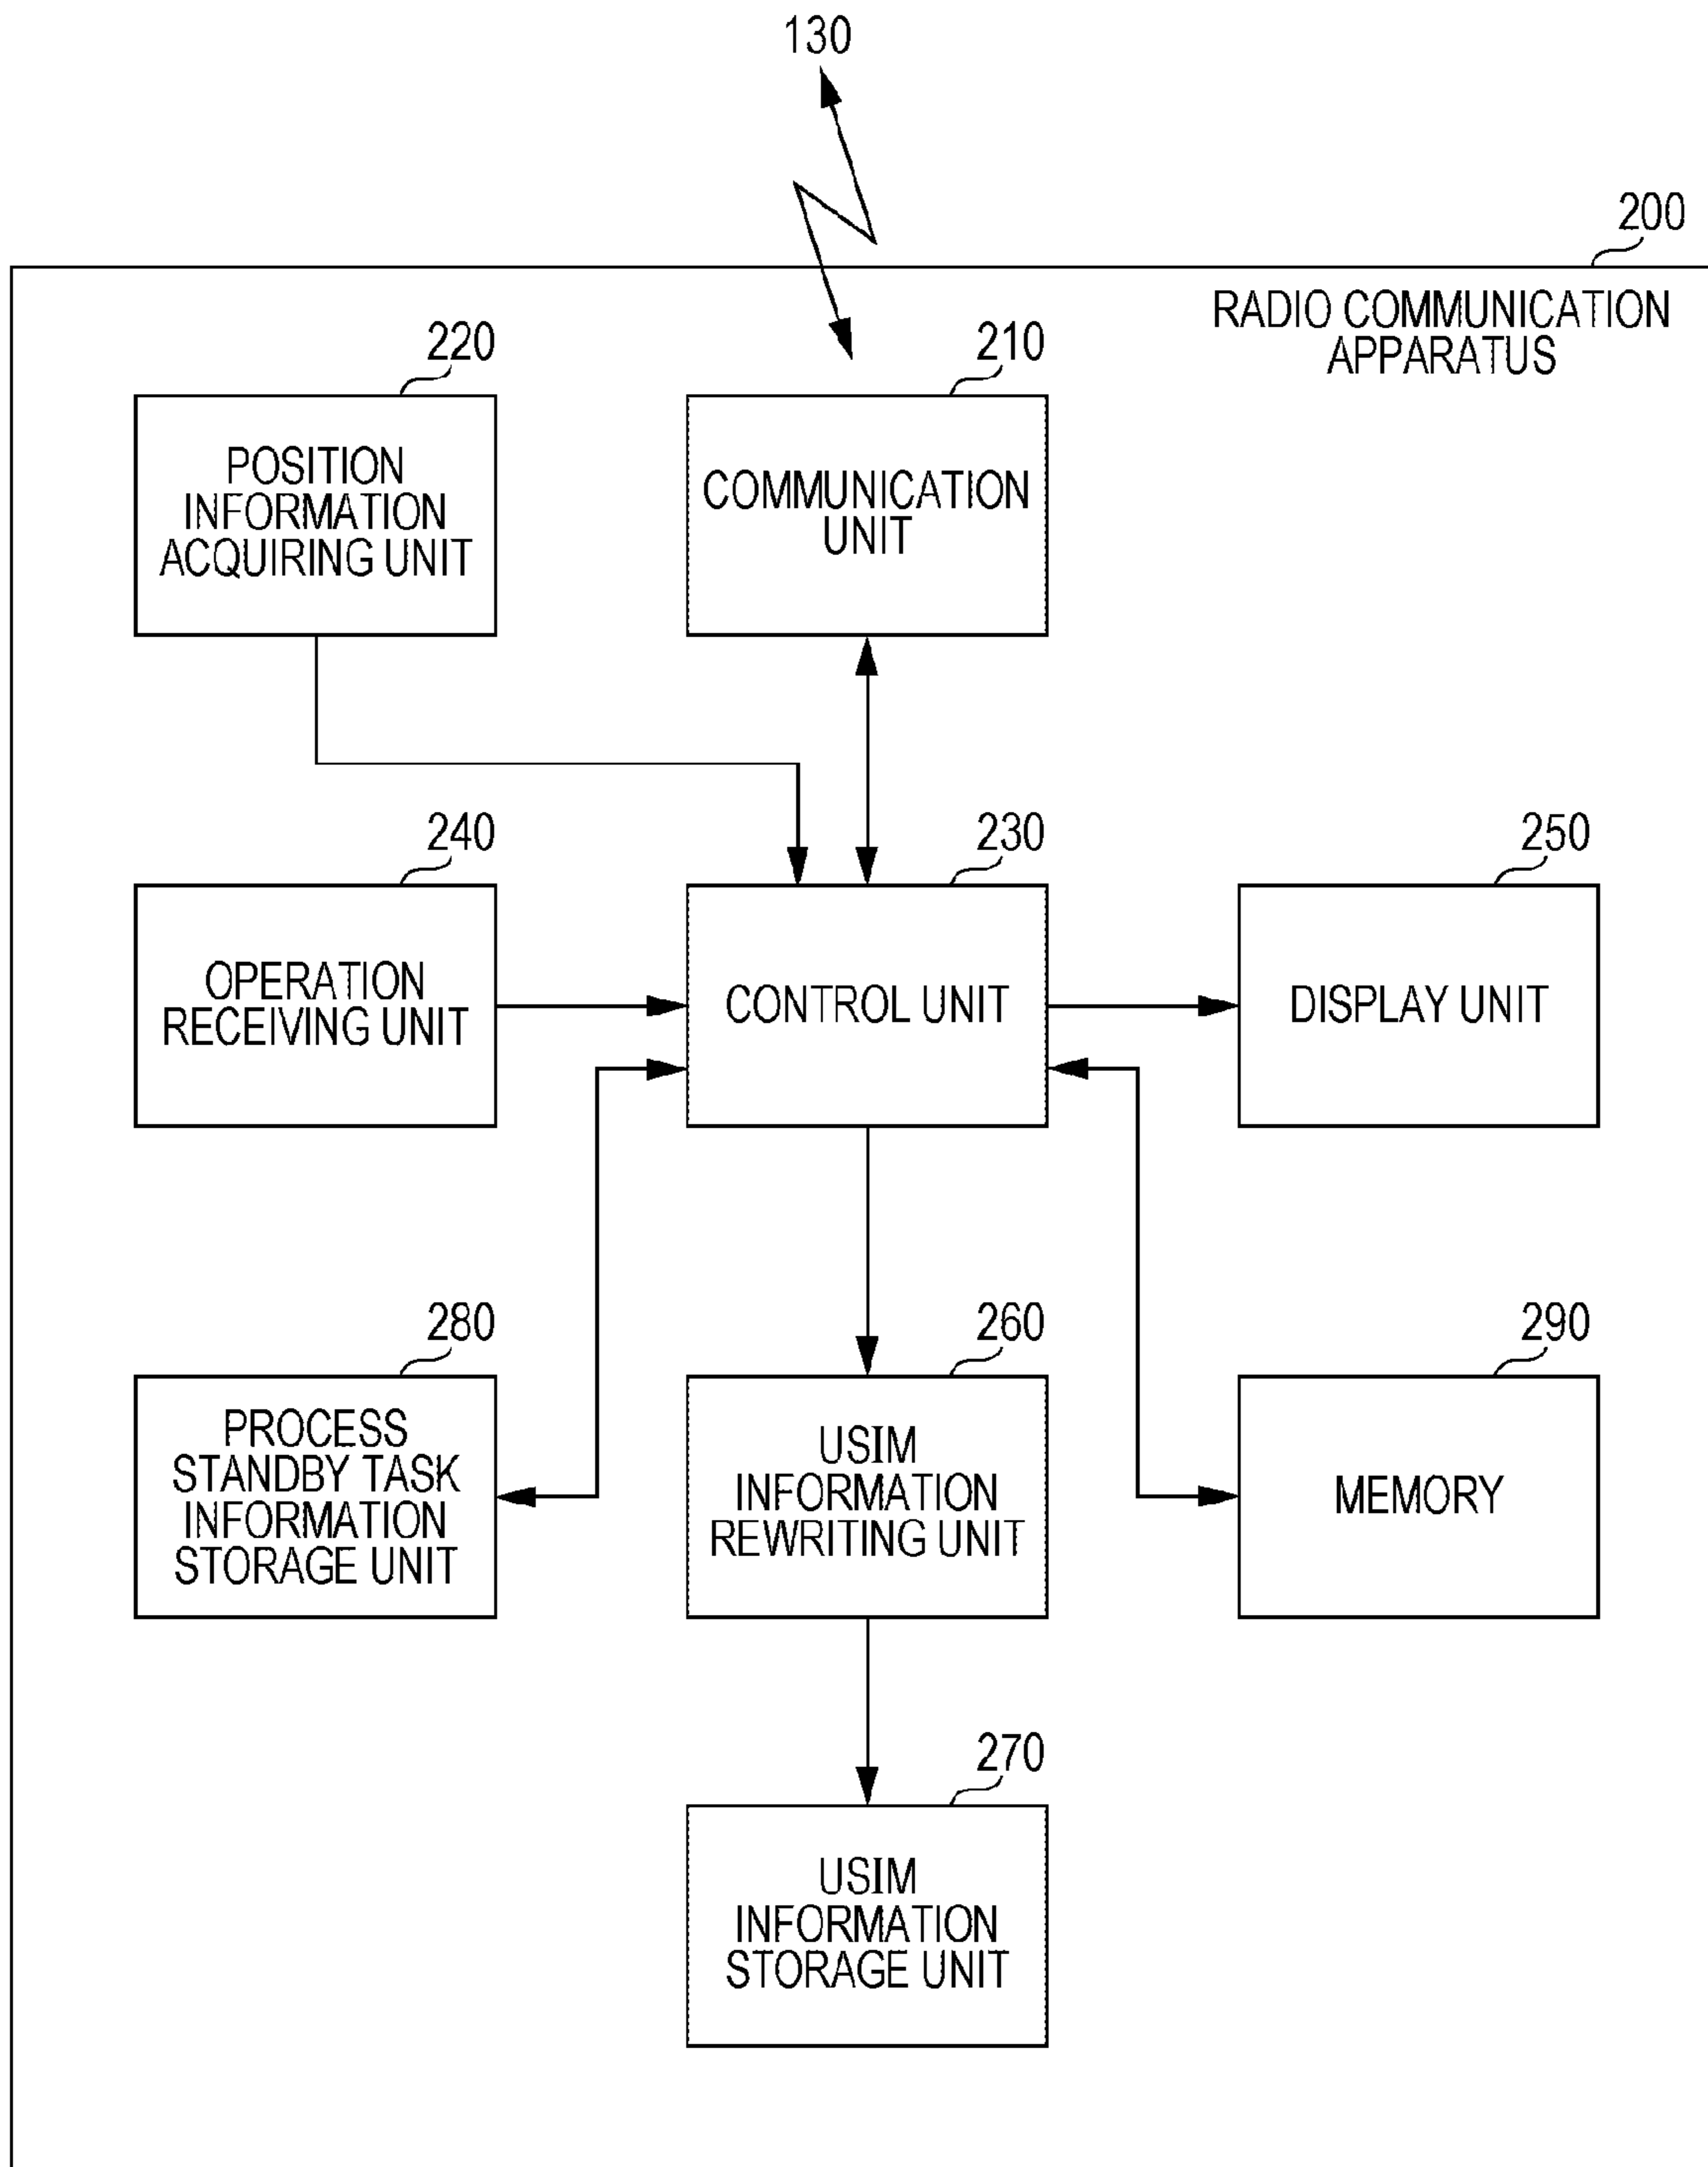 130
200
RADIO COMMUNICATION
APPARATUS
220
210
POSITION
INFORMATION
ACQUIRING UNIT
COMMUNICATION
UNIT
240
230
250
OPERATION
RECEIVING UNIT
CONTROL UNIT
DISPLAY UNIT
280
260
290
PROCESS
STANDBY TASK
INFORMATION
STORAGE UNIT
USIM
INFORMATION
REWRITING UNIT
MEMORY
270
USIM
INFORMATION
STORAGE UNIT